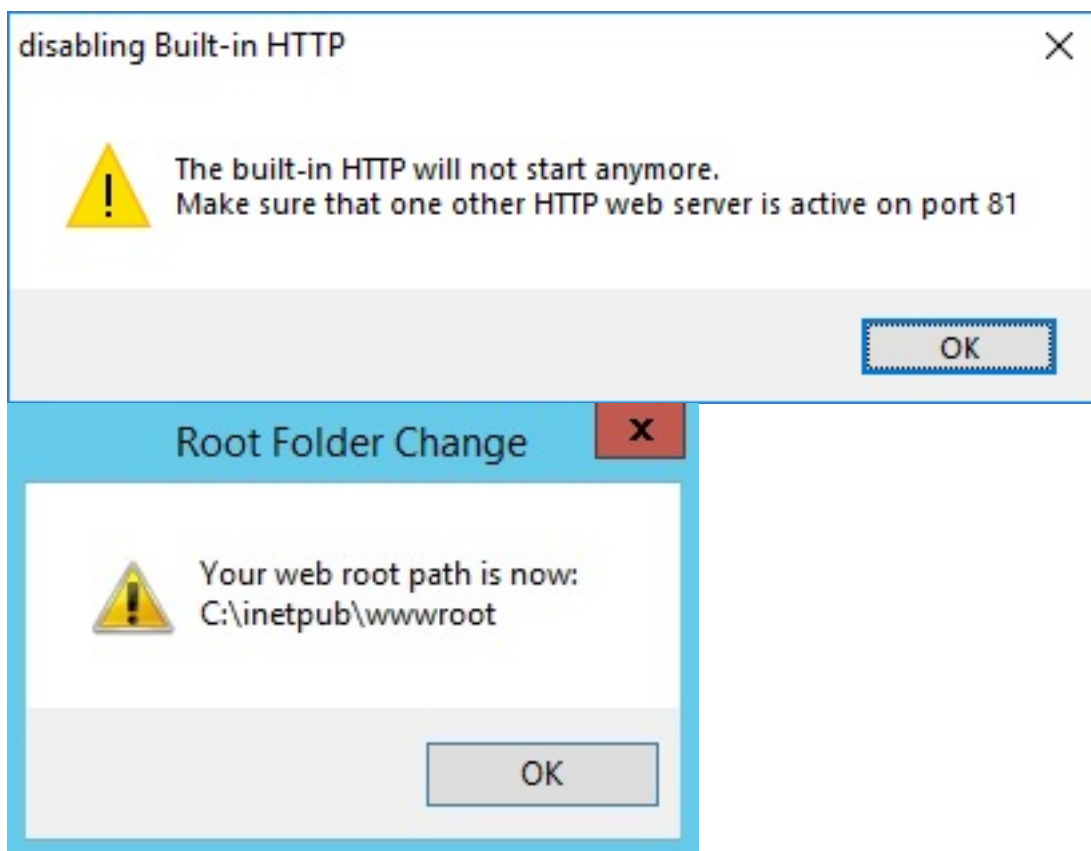 disabling Built-in HTTP
The built-in HTTP will not start anymore.
Make sure that one other HTTP web server is active on port 81
OK
Root Folder Change
Your web root path is now:
C:\inetpub\wwwroot
OK